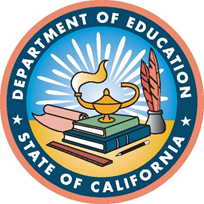 DEPARTMENT OF EDUCATION
STATE OF CALIFORNIA